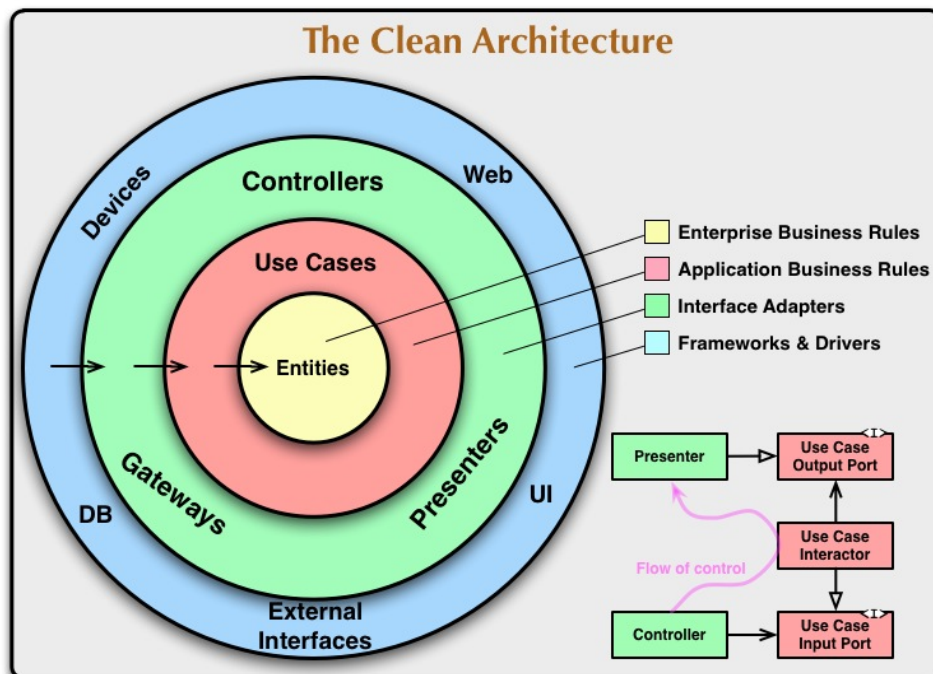 The Clean Architecture
Devices
Web
Controllers
Use Cases
Entities
Gateways
Presenters
DB
UI
External
Interfaces
Enterprise Business Rules
Application Business Rules
Interface Adapters
Frameworks & Drivers
Presenter
<I>
Use Case
Output Port
Flow of control
Use Case
Interactor
Controller
<I>
Use Case
Input Port